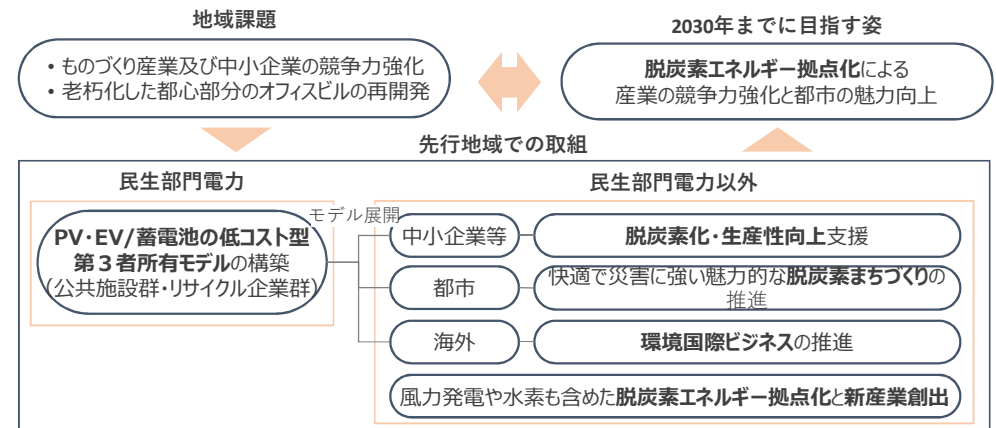 地域課題
・ものづくり産業及び中小企業の競争力強化
・老朽化した都心部分のオフィスビルの再開発
2030年までに目指す姿
脱炭素エネルギー拠点化による
産業の競争力強化と都市の魅力向上
先行地域での取組
民生部門電力
PV・EV/蓄電池の低コスト型
第３者所有モデルの構築
(公共施設群・リサイクル企業群)
モデル展開
民生部門電力以外
中小企業等
脱炭素化・生産性向上支援
都市
快適で災害に強い魅力的な脱炭素まちづくりの
推進
海外
環境国際ビジネスの推進
風力発電や水素も含めた脱炭素エネルギー拠点化と新産業創出